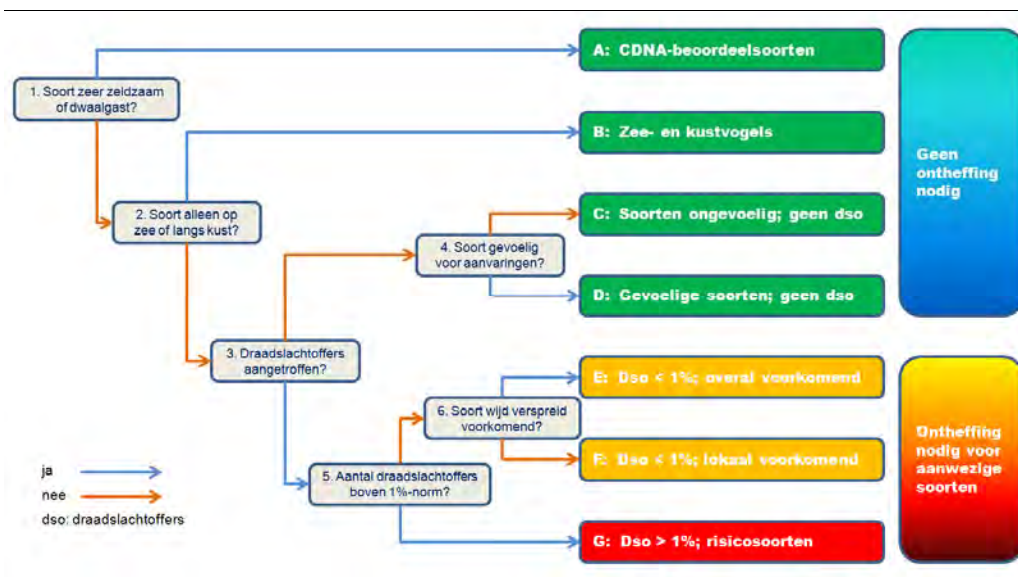 A: CDNA-beoordeelsoorten
1. Soort zeer zeldzaam
of dwaalgast?
B: Zee- en kustvogels
Geen
ontheffing
nodig
2. Soort alleen op
zee of langs kust?
C: Soorten ongevoelig; geen dso
4. Soort gevoelig
voor aanvaringen?
D: Gevoelige soorten; geen dso
3. Draadslachtoffers
aangetroffen?
E: Dso < 1%; overal voorkomend
6. Soort wijd verspreid
voorkomend?
F: Dso < 1%; lokaal voorkomend
Ontheffing
nodig voor
aanwezige
soorten
5. Aantal draadslachtoffers
boven 1%-norm?
G: Dso > 1%; risicosoorten
ja
nee
dso: draadslachtoffers